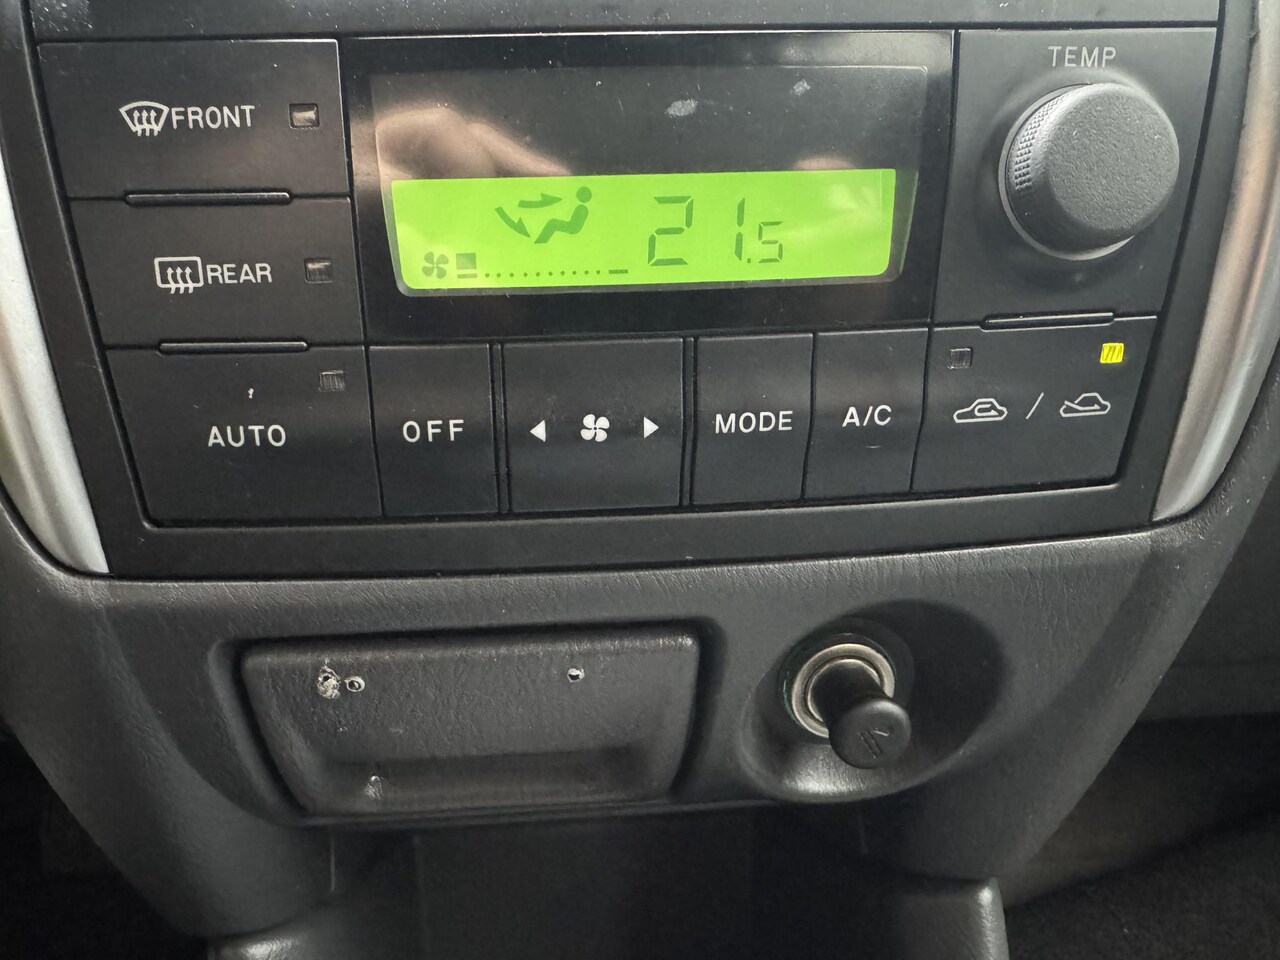 TEMP
FRONT
21.5
REAR
AUTO
OFF
MODE
A/C
/